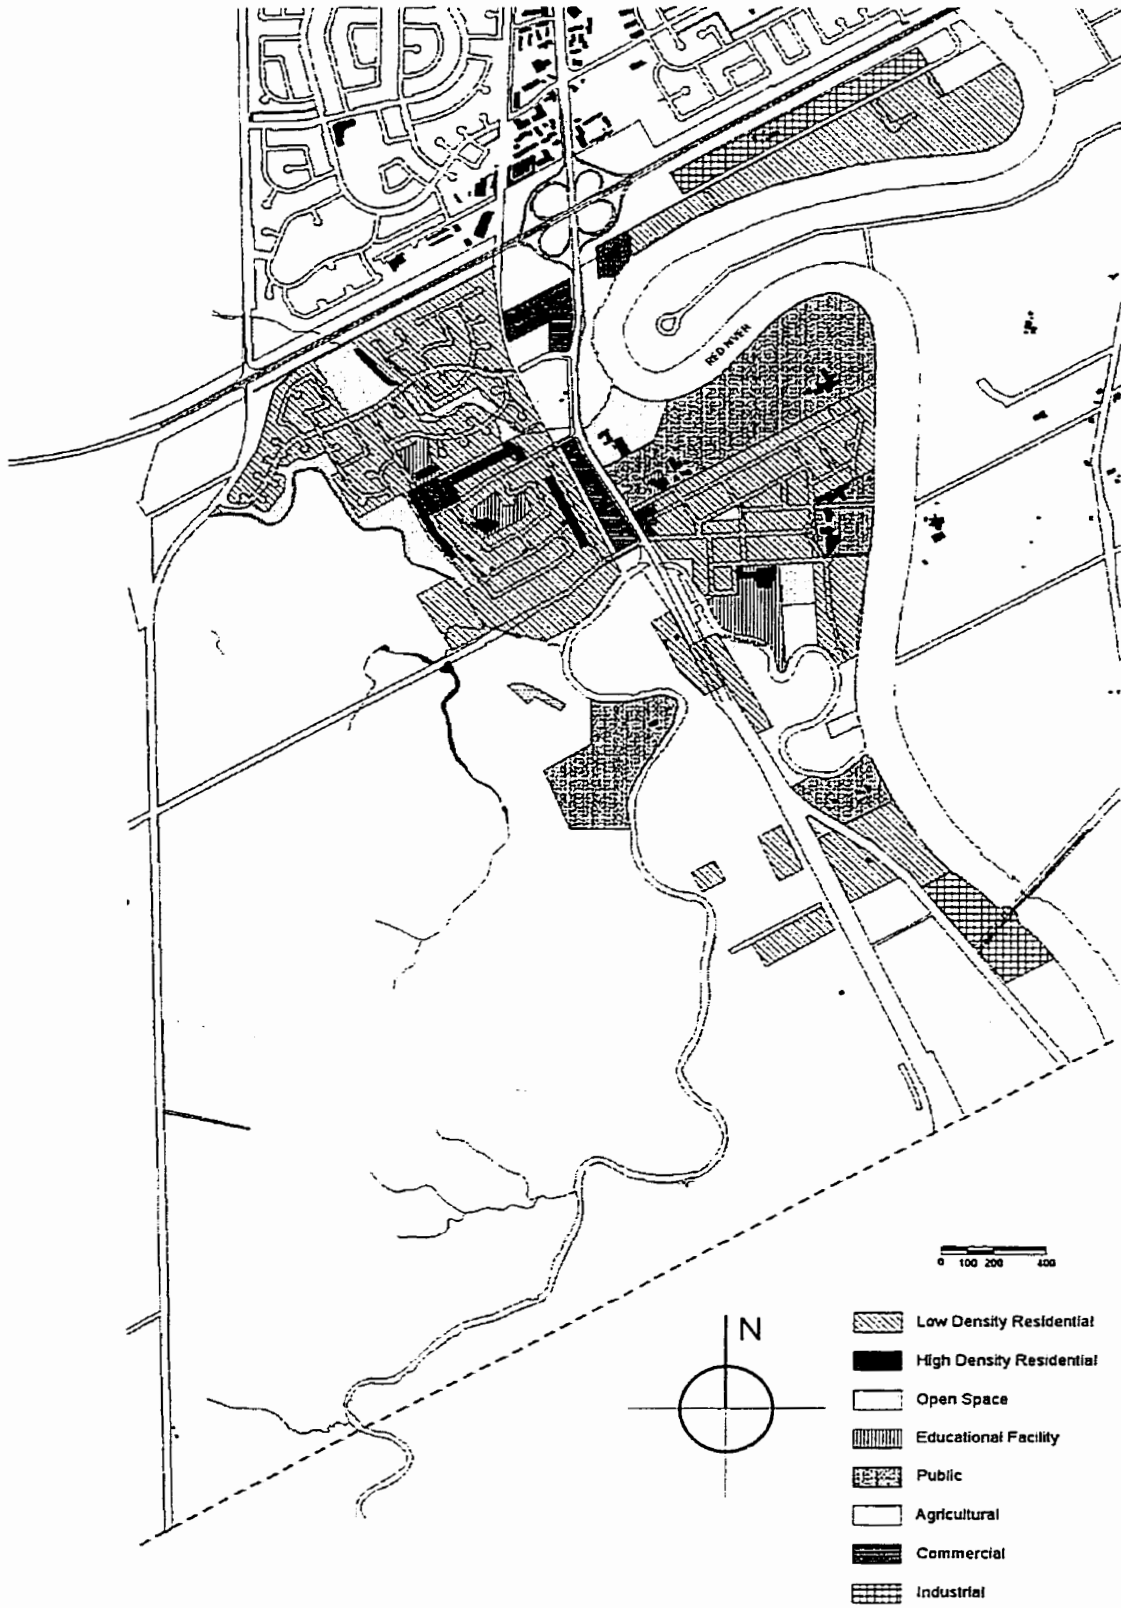 RED RIVER
0 100 200 400
N
Low Density Residential
High Density Residential
Open Space
Educational Facility
Public
Agricultural
Commercial
Industrial